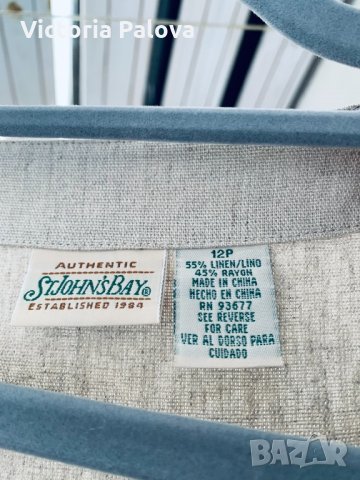 Victoria Palova
AUTHENTIC
ST.JOHN'S BAY®
ESTABLISHED 1984
12P
55% LINEN/LINO
45% RAYON
MADE IN CHINA
HECHO EN CHINA
RN 93677
SEE REVERSE
FOR CARE
VER AL DORSO PARA
CUIDADO
BAZAR